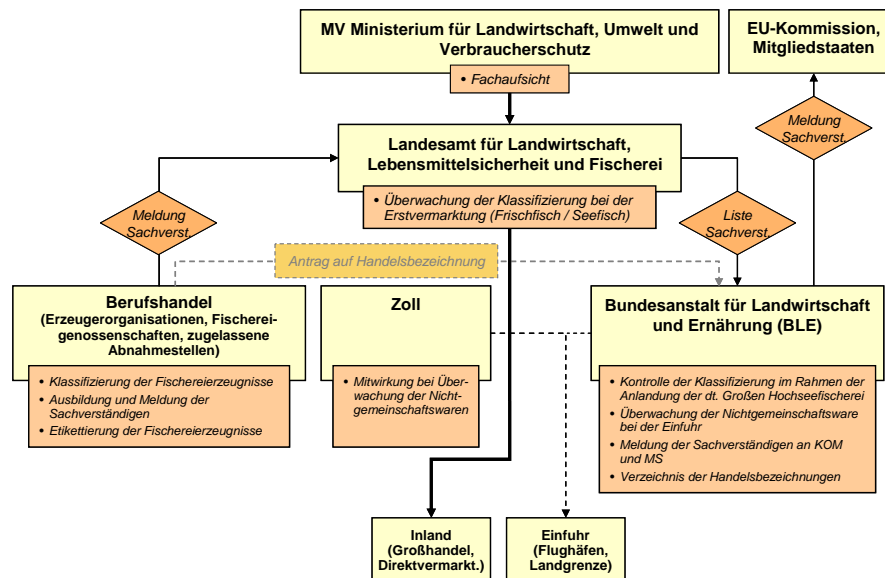 MV Ministerium für Landwirtschaft, Umwelt und
Verbraucherschutz
• Fachaufsicht
EU-Kommission,
Mitgliedstaaten
Meldung
Sachverst.
Landesamt für Landwirtschaft,
Lebensmittelsicherheit und Fischerei
• Überwachung der Klassifizierung bei der
Erstvermarktung (Frischfisch / Seefisch)
Meldung
Sachverst.
Liste
Sachverst.
Antrag auf Handelsbezeichnung
Berufshandel
(Erzeugerorganisationen, Fischerei-
genossenschaften, zugelassene
Abnahmestellen)
• Klassifizierung der Fischereierzeugnisse
• Ausbildung und Meldung der
Sachverständigen
• Etikettierung der Fischereierzeugnisse
Zoll
• Mitwirkung bei Über-
wachung der Nicht-
gemeinschaftswaren
Bundesanstalt für Landwirtschaft
und Ernährung (BLE)
• Kontrolle der Klassifizierung im Rahmen der
Anlandung der dt. Großen Hochseefischerei
• Überwachung der Nichtgemeinschaftsware
bei der Einfuhr
• Meldung der Sachverständigen an KOM
und MS
• Verzeichnis der Handelsbezeichnungen
Inland
(Großhandel,
Direktvermarkt.)
Einfuhr
(Flughäfen,
Landgrenze)